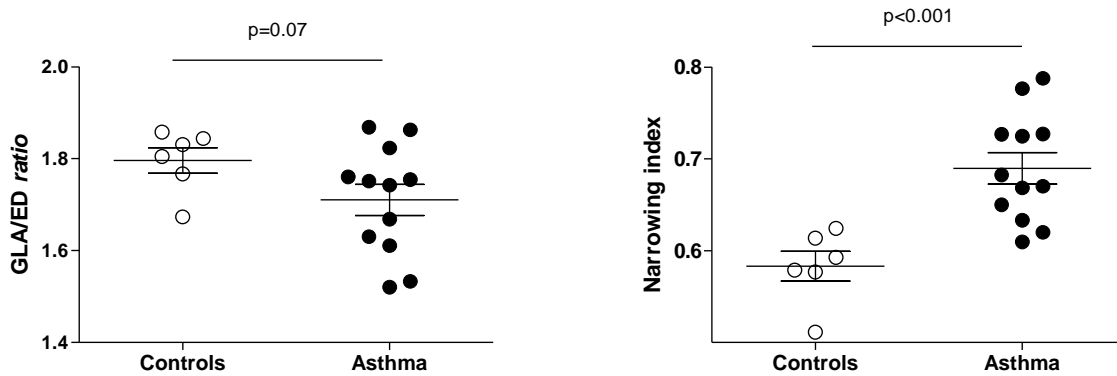 p=0.07
2.0
1.8
1.6
1.4
GLA/ED ratio
Controls Asthma
p<0.001
0.8
0.7
0.6
Narrowing index
Controls Asthma